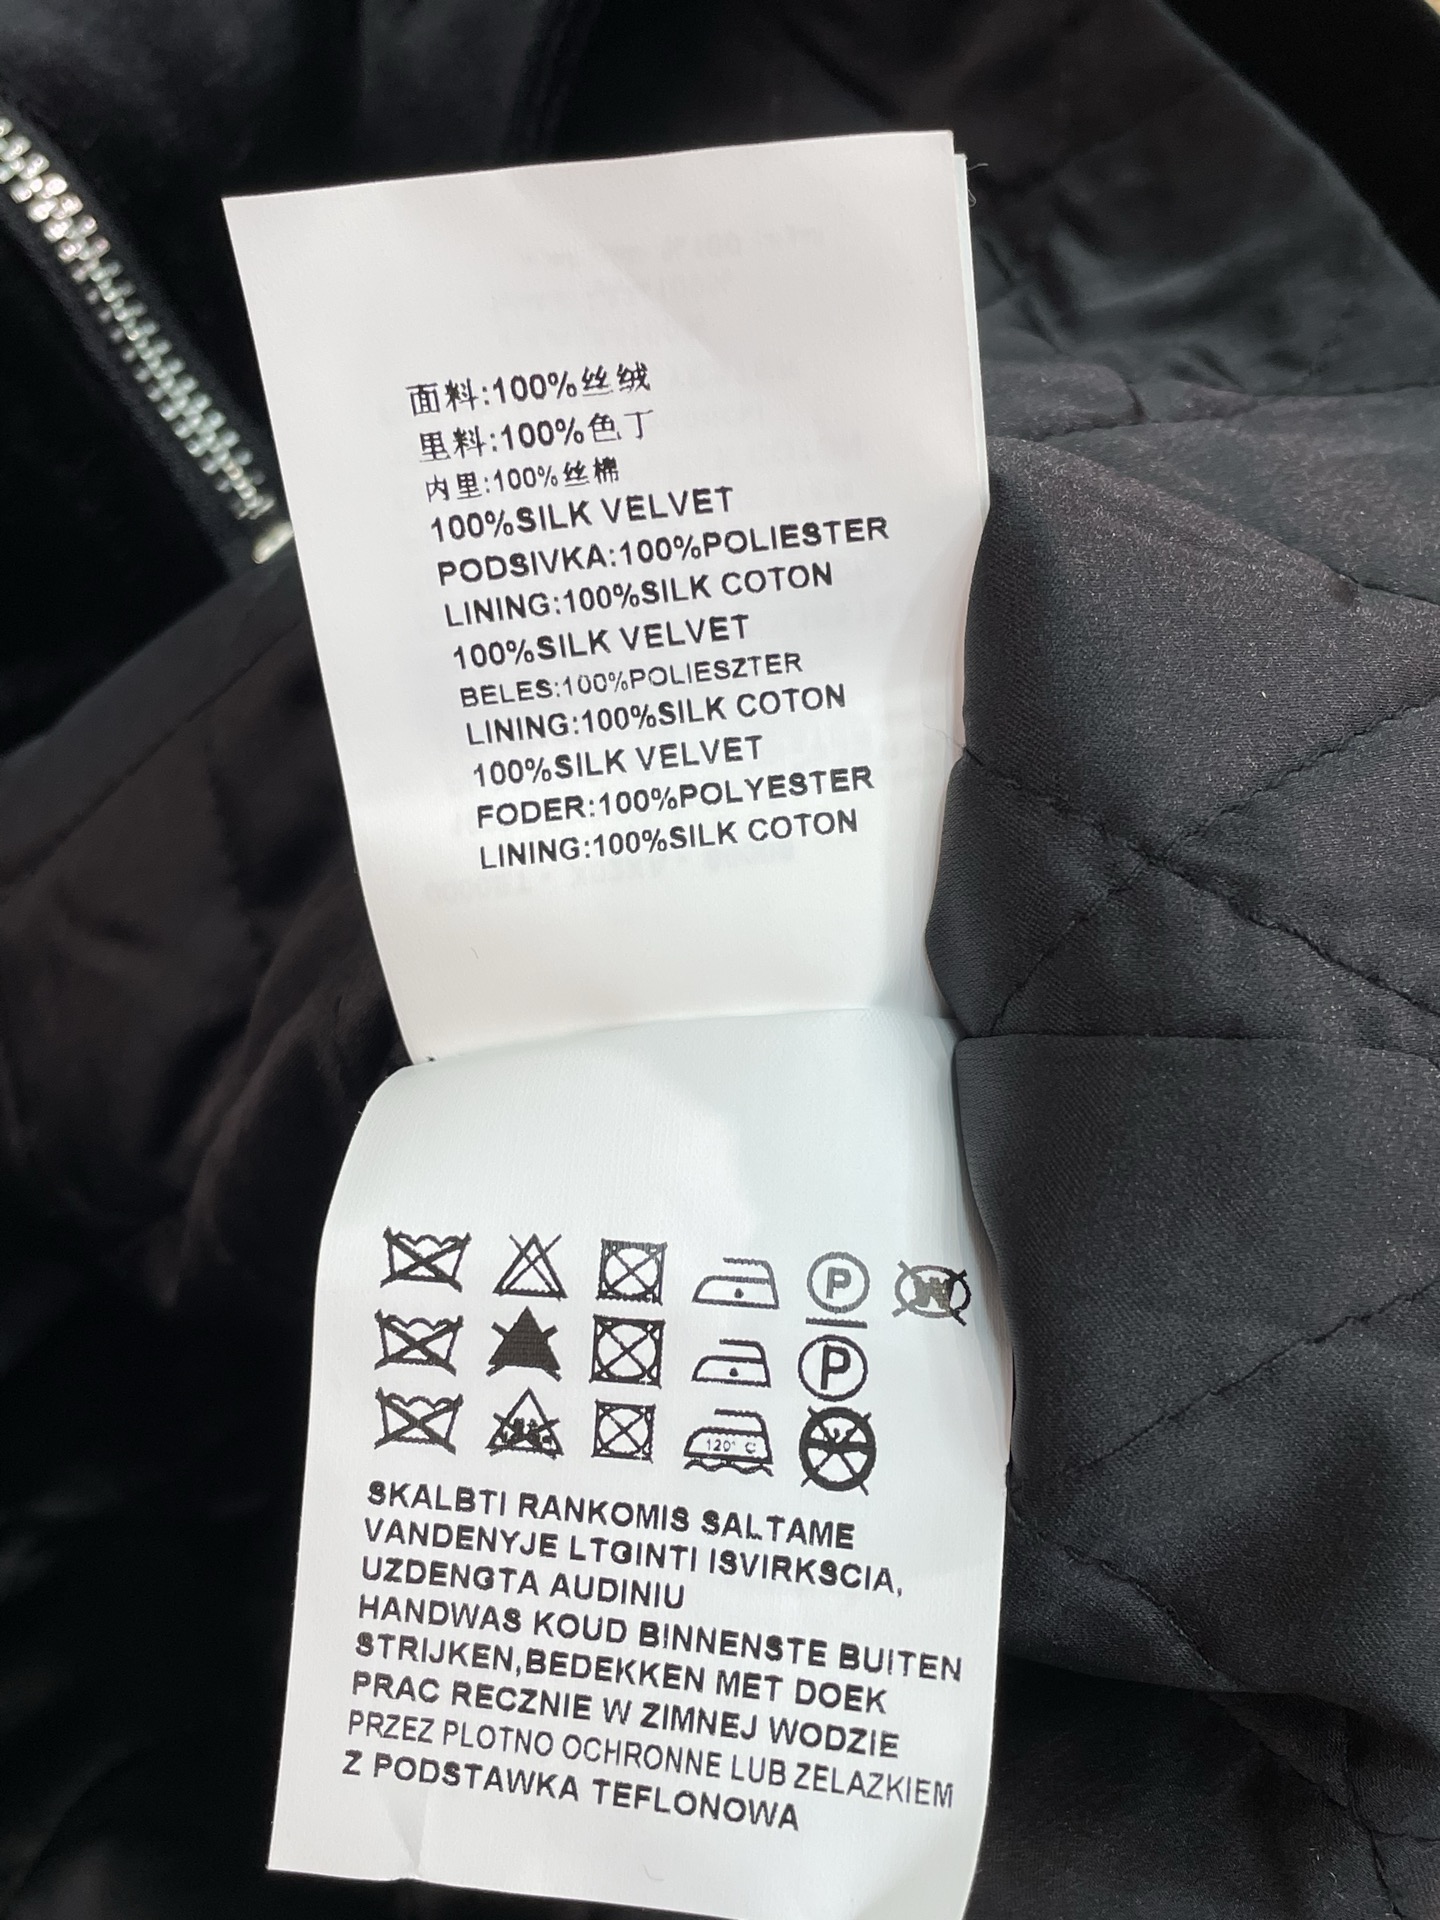 面料:100%丝绒
里料:100%色丁
内里:100%丝棉
100%SILK VELVET
PODSIVKA:100%POLIESTER
LINING:100%SILK COTON
100%SILK VELVET
BELES:100%POLIESZTER
LINING:100%SILK COTON
100%SILK VELVET
FODER:100%POLYESTER
LINING:100%SILK COTON
P
W
P
120° C
SKALBTI RANKOMIS SALTAME
VANDENYJE LTGINTI ISVIRKSCIA,
UZDENGTA AUDINIU
HANDWAS KOUD BINNENSTE BUITEN
STRIJKEN,BEDEKKEN MET DOEK
PRAC RECZNIE W ZIMNEJ WODZIE
PRZEZ PLOTNO OCHRONNE LUB ZELAZKIEM
Z PODSTAWKA TEFLONOWA